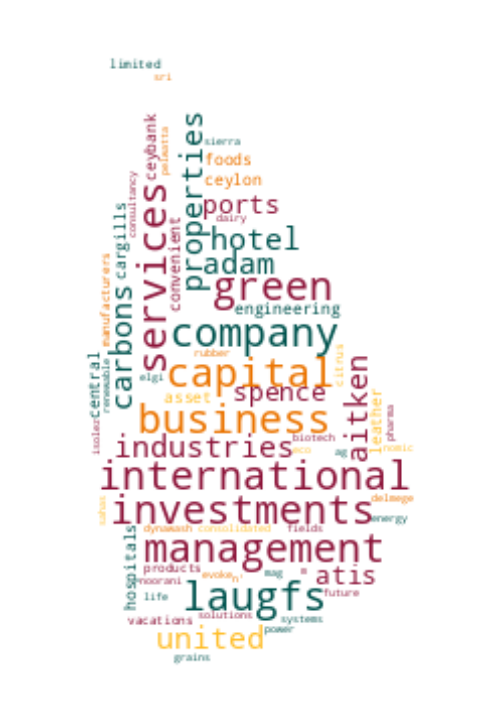 limited
sri
ceybank
pelwatta
properties
sierra
foods
ceylon
consultancy
services
convenient
ports
dairy
cargills
hotel
adam
green
manufacturers
carbons
engineering
company
rubber
citrus
central
renewable
elgi
capital
spence
aitken
asset
leather
pharma
business
isolez
industries
biotech
eco
ag
nomic
international
sahas
investments
delmege
energy
dynawash
consolidated
fields
hospitals
management
products
noorani
evoke
n'
mag
atis
life
laugfs
future
vacations
solutions
systems
united
power
grains